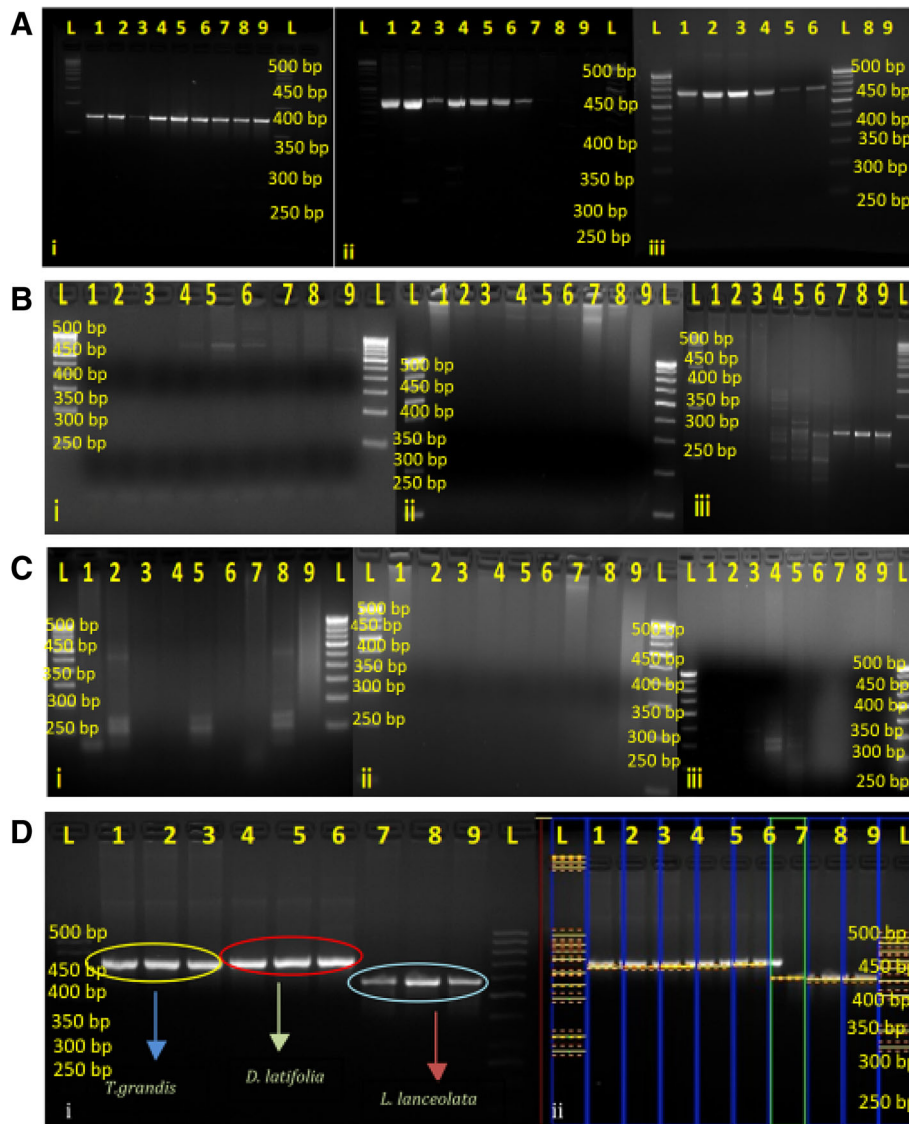 A
L 1 2 3 4 5 6 7 8 9 L
500 bp
450 bp
400 bp
350 bp
300 bp
250 bp
i
L 1 2 3 4 5 6 7 8 9 L
500 bp
450 bp
400 bp
350 bp
300 bp
250 bp
ii
L 1 2 3 4 5 6 L 8 9
500 bp
450 bp
400 bp
350 bp
300 bp
250 bp
iii
B
L 1 2 3 4 5 6 7 8 9 L
500 bp
450 bp
400 bp
350 bp
300 bp
250 bp
i
L 1 2 3 4 5 6 7 8 9 L
500 bp
450 bp
400 bp
350 bp
300 bp
250 bp
ii
L 1 2 3 4 5 6 7 8 9 L
500 bp
450 bp
400 bp
350 bp
300 bp
250 bp
iii
C
L 1 2 3 4 5 6 7 8 9 L
500 bp
450 bp
350 bp
300 bp
250 bp
i
L 1 2 3 4 5 6 7 8 9 L
500 bp
450 bp
400 bp
350 bp
300 bp
250 bp
500 bp
450 bp
400 bp
350 bp
300 bp
250 bp
ii
L 1 2 3 4 5 6 7 8 9 L
500 bp
450 bp
400 bp
350 bp
300 bp
250 bp
iii
D
L 1 2 3 4 5 6 7 8 9 L
500 bp
450 bp
400 bp
350 bp
300 bp
250 bp
T.grandis
D. latifolia
L. lanceolata
i
L 1 2 3 4 5 6 7 8 9 L
500 bp
450 bp
400 bp
350 bp
300 bp
250 bp
ii